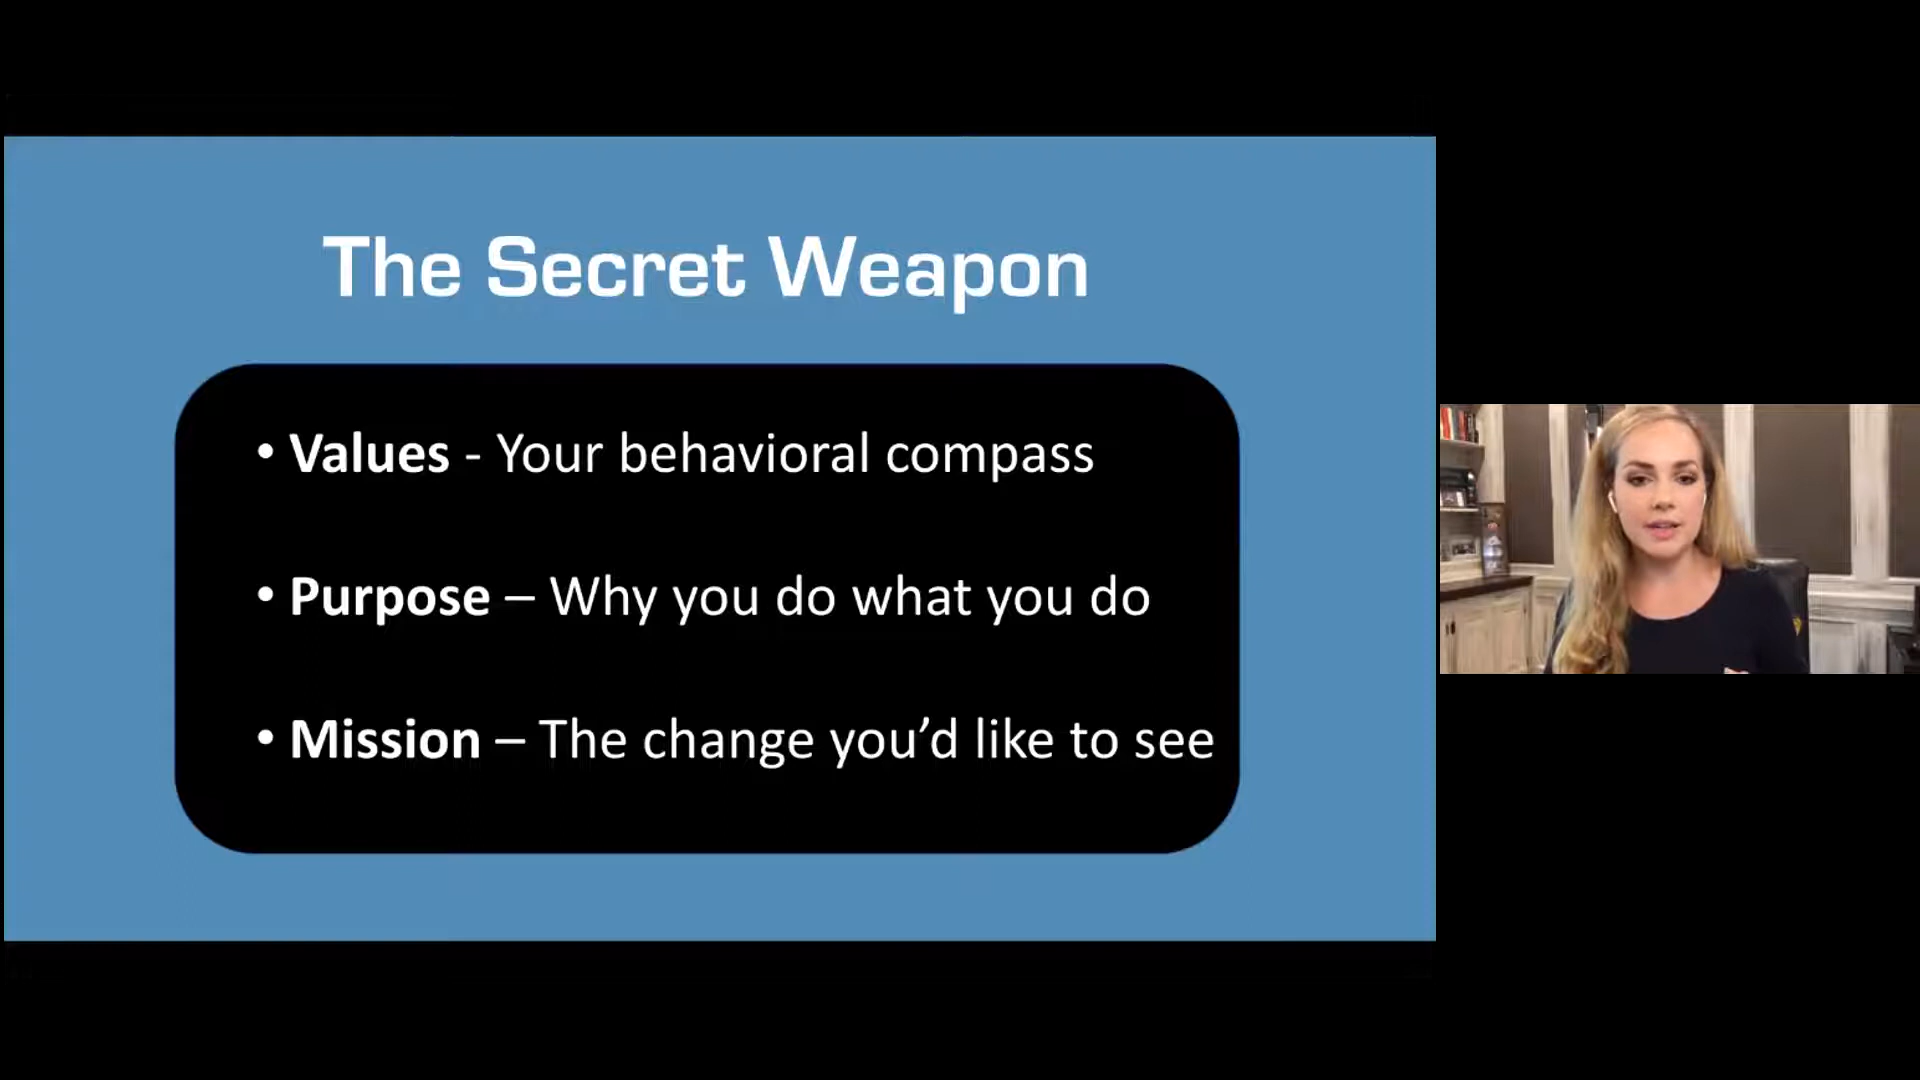 The Secret Weapon
• Values - Your behavioral compass
• Purpose – Why you do what you do
• Mission – The change you’d like to see